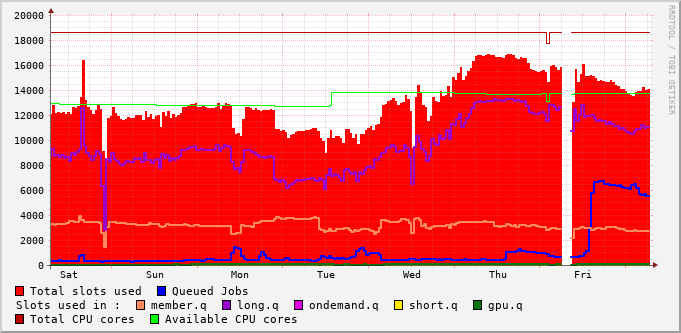 20000
18000
16000
14000
12000
10000
8000
6000
4000
2000
0
Sat Sun Mon Tue Wed Thu Fri
RRDTOOL / TOBI OETIKER
Total slots used Queued Jobs
Slots used in : member.q long.q ondemand.q short.q gpu.q
Total CPU cores Available CPU cores